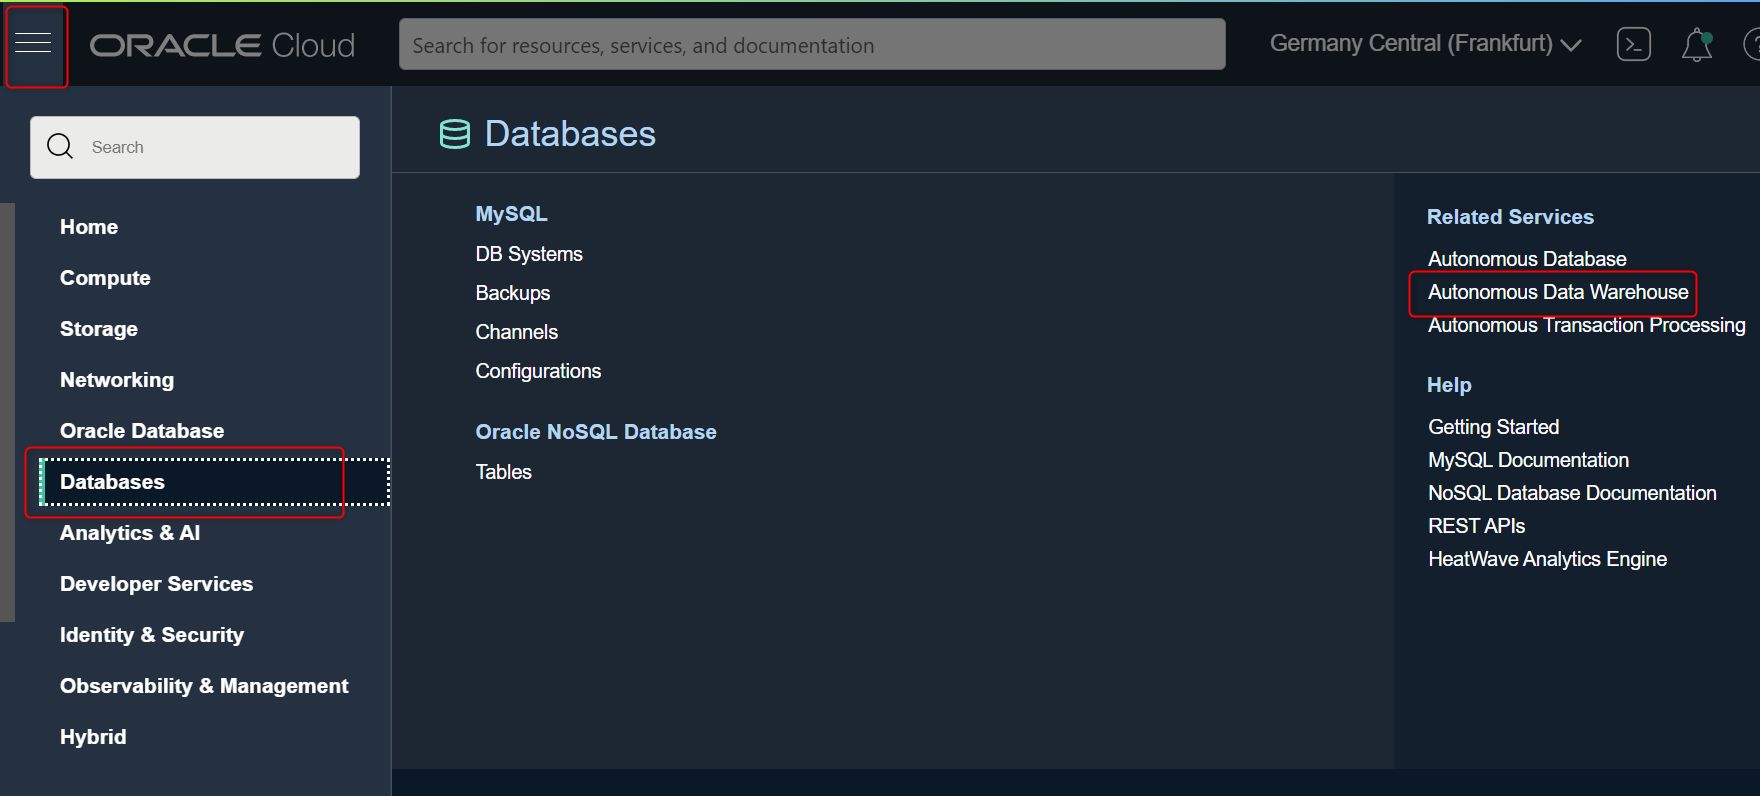 ORACLE Cloud
Search for resources, services, and documentation
Germany Central (Frankfurt)
Search
Home
Compute
Storage
Networking
Oracle Database
Databases
Analytics & AI
Developer Services
Identity & Security
Observability & Management
Hybrid
Databases
MySQL
DB Systems
Backups
Channels
Configurations
Oracle NoSQL Database
Tables
Related Services
Autonomous Database
Autonomous Data Warehouse
Autonomous Transaction Processing
Help
Getting Started
MySQL Documentation
NoSQL Database Documentation
REST APIs
HeatWave Analytics Engine